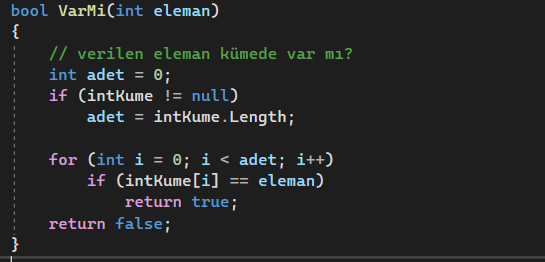 bool VarMi(int eleman)
{
    // verilen eleman kümede var mı?
    int adet = 0;
    if (intKume != null)
        adet = intKume.Length;

    for (int i = 0; i < adet; i++)
        if (intKume[i] == eleman)
            return true;
    return false;
}